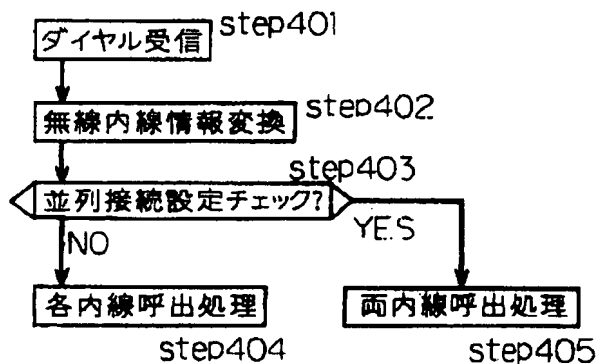 ダイヤル受信 step401
無線内線情報変換 step402
step403
並列接続設定チェック?
NO YES
各内線呼出処理 両内線呼出処理
step404 step405